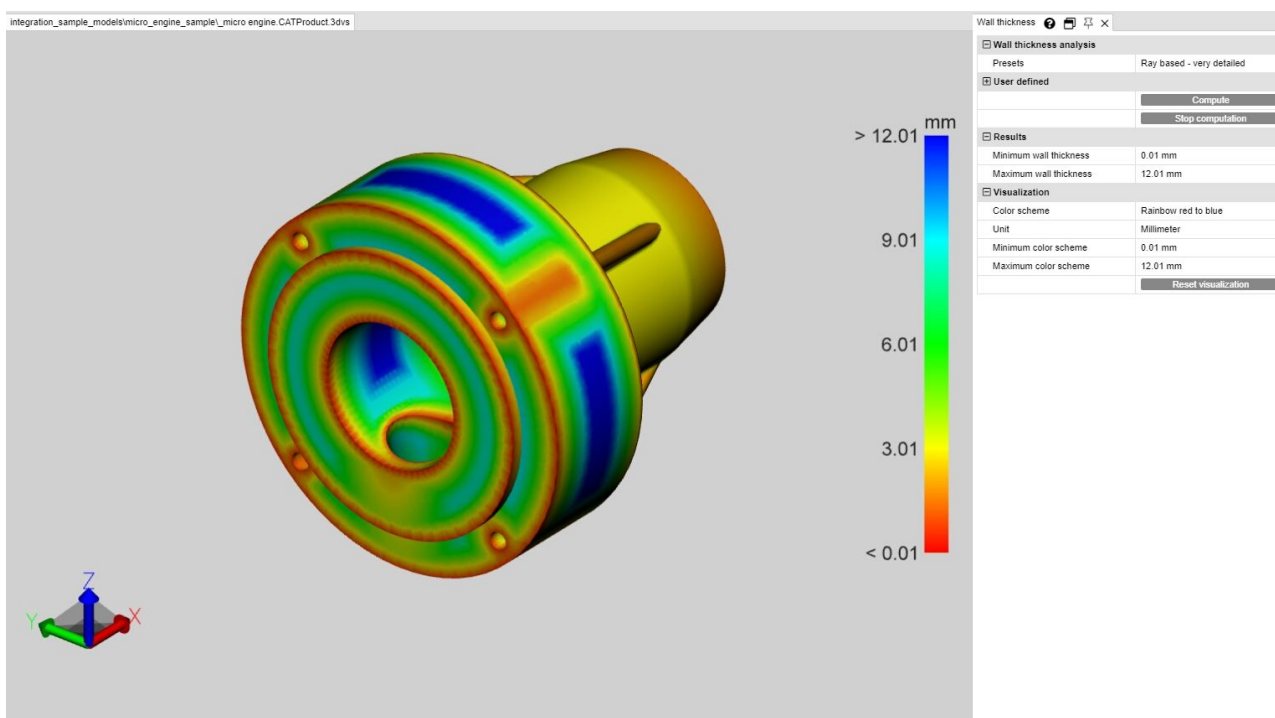 integration_sample_models\micro_engine_sample\_micro engine.CATProduct.3dvs
Wall thickness
Wall thickness analysis
Presets Ray based - very detailed
User defined
Compute
Stop computation
Results
Minimum wall thickness 0.01 mm
Maximum wall thickness 12.01 mm
Visualization
Color scheme Rainbow red to blue
Unit Millimeter
Minimum color scheme 0.01 mm
Maximum color scheme 12.01 mm
Reset visualization
mm
> 12.01
9.01
6.01
3.01
< 0.01
Z
Y
X